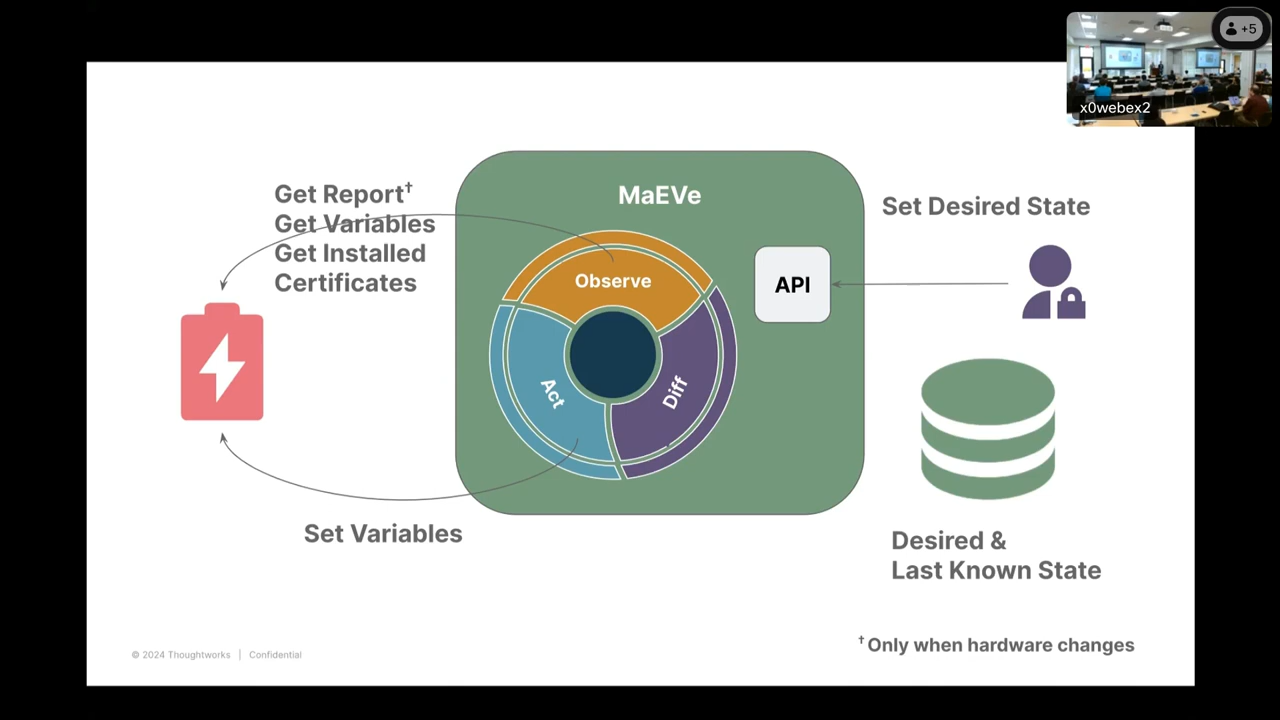 +5
x0webex2
MaEVe
Get Report†
Get Variables
Get Installed
Certificates
Set Desired State
Observe
API
Act
Diff
Set Variables
Desired &
Last Known State
†Only when hardware changes
© 2024 Thoughtworks | Confidential